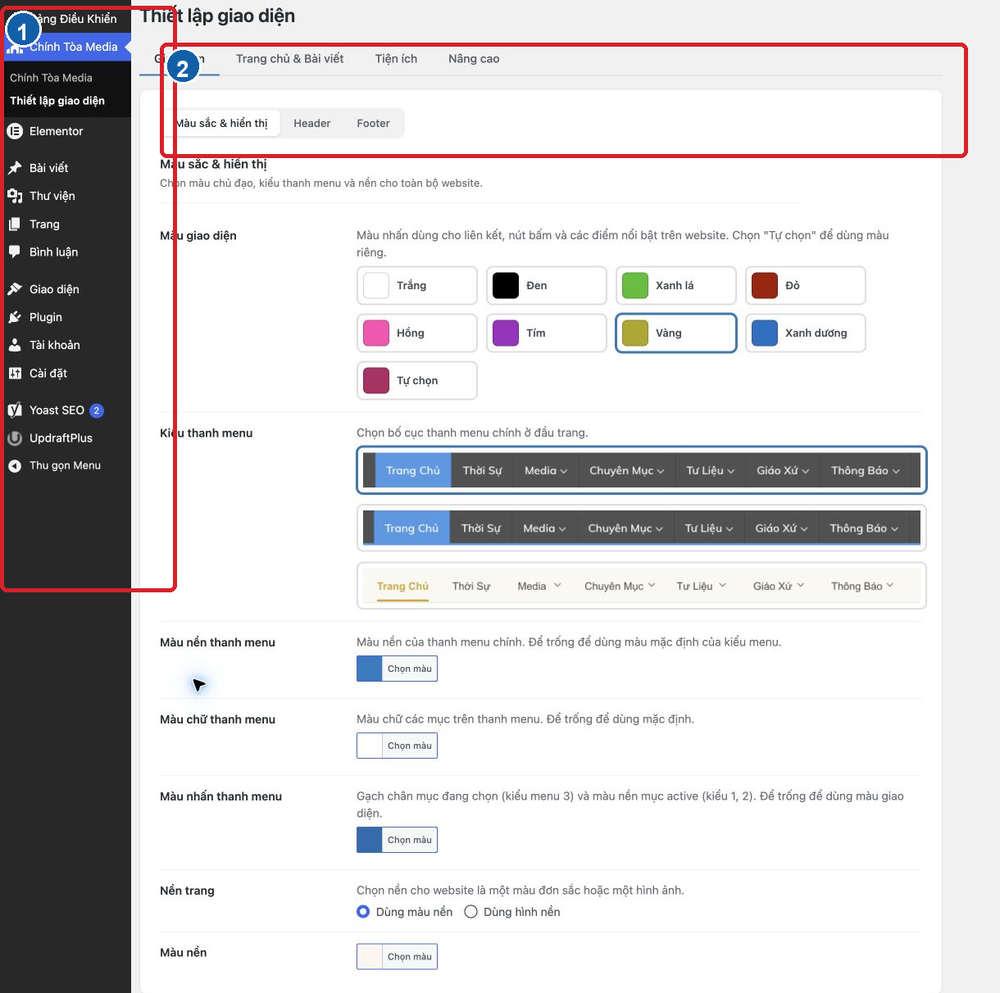 ảng Điều Khiển
1
Chính Tòa Media
Chính Tòa Media
Thiết lập giao diện
Elementor
Bài viết
Thư viện
Trang
Bình luận
Giao diện
Plugin
Tài khoản
Cài đặt
Yoast SEO 2
UpdraftPlus
Thu gọn Menu
Thiết lập giao diện
2
Trang chủ & Bài viết
Tiện ích
Nâng cao
Màu sắc & hiển thị
Header
Footer
Màu sắc & hiển thị
Chọn màu chủ đạo, kiểu thanh menu và nền cho toàn bộ website.
Màu giao diện
Màu nhấn dùng cho liên kết, nút bấm và các điểm nổi bật trên website. Chọn "Tự chọn" để dùng màu
riêng.
Trắng
Đen
Xanh lá
Đỏ
Hồng
Tím
Vàng
Xanh dương
Tự chọn
Kiểu thanh menu
Chọn bố cục thanh menu chính ở đầu trang.
Trang Chủ Thời Sự Media Chuyên Mục Tư Liệu Giáo Xứ Thông Báo
Trang Chủ Thời Sự Media Chuyên Mục Tư Liệu Giáo Xứ Thông Báo
Trang Chủ Thời Sự Media Chuyên Mục Tư Liệu Giáo Xứ Thông Báo
Màu nền thanh menu
Màu nền của thanh menu chính. Để trống để dùng màu mặc định của kiểu menu.
Chọn màu
Màu chữ thanh menu
Màu chữ các mục trên thanh menu. Để trống để dùng mặc định.
Chọn màu
Màu nhấn thanh menu
Gạch chân mục đang chọn (kiểu menu 3) và màu nền mục active (kiểu 1, 2). Để trống để dùng màu giao
diện.
Chọn màu
Nền trang
Chọn nền cho website là một màu đơn sắc hoặc một hình ảnh.
Dùng màu nền
Dùng hình nền
Màu nền
Chọn màu